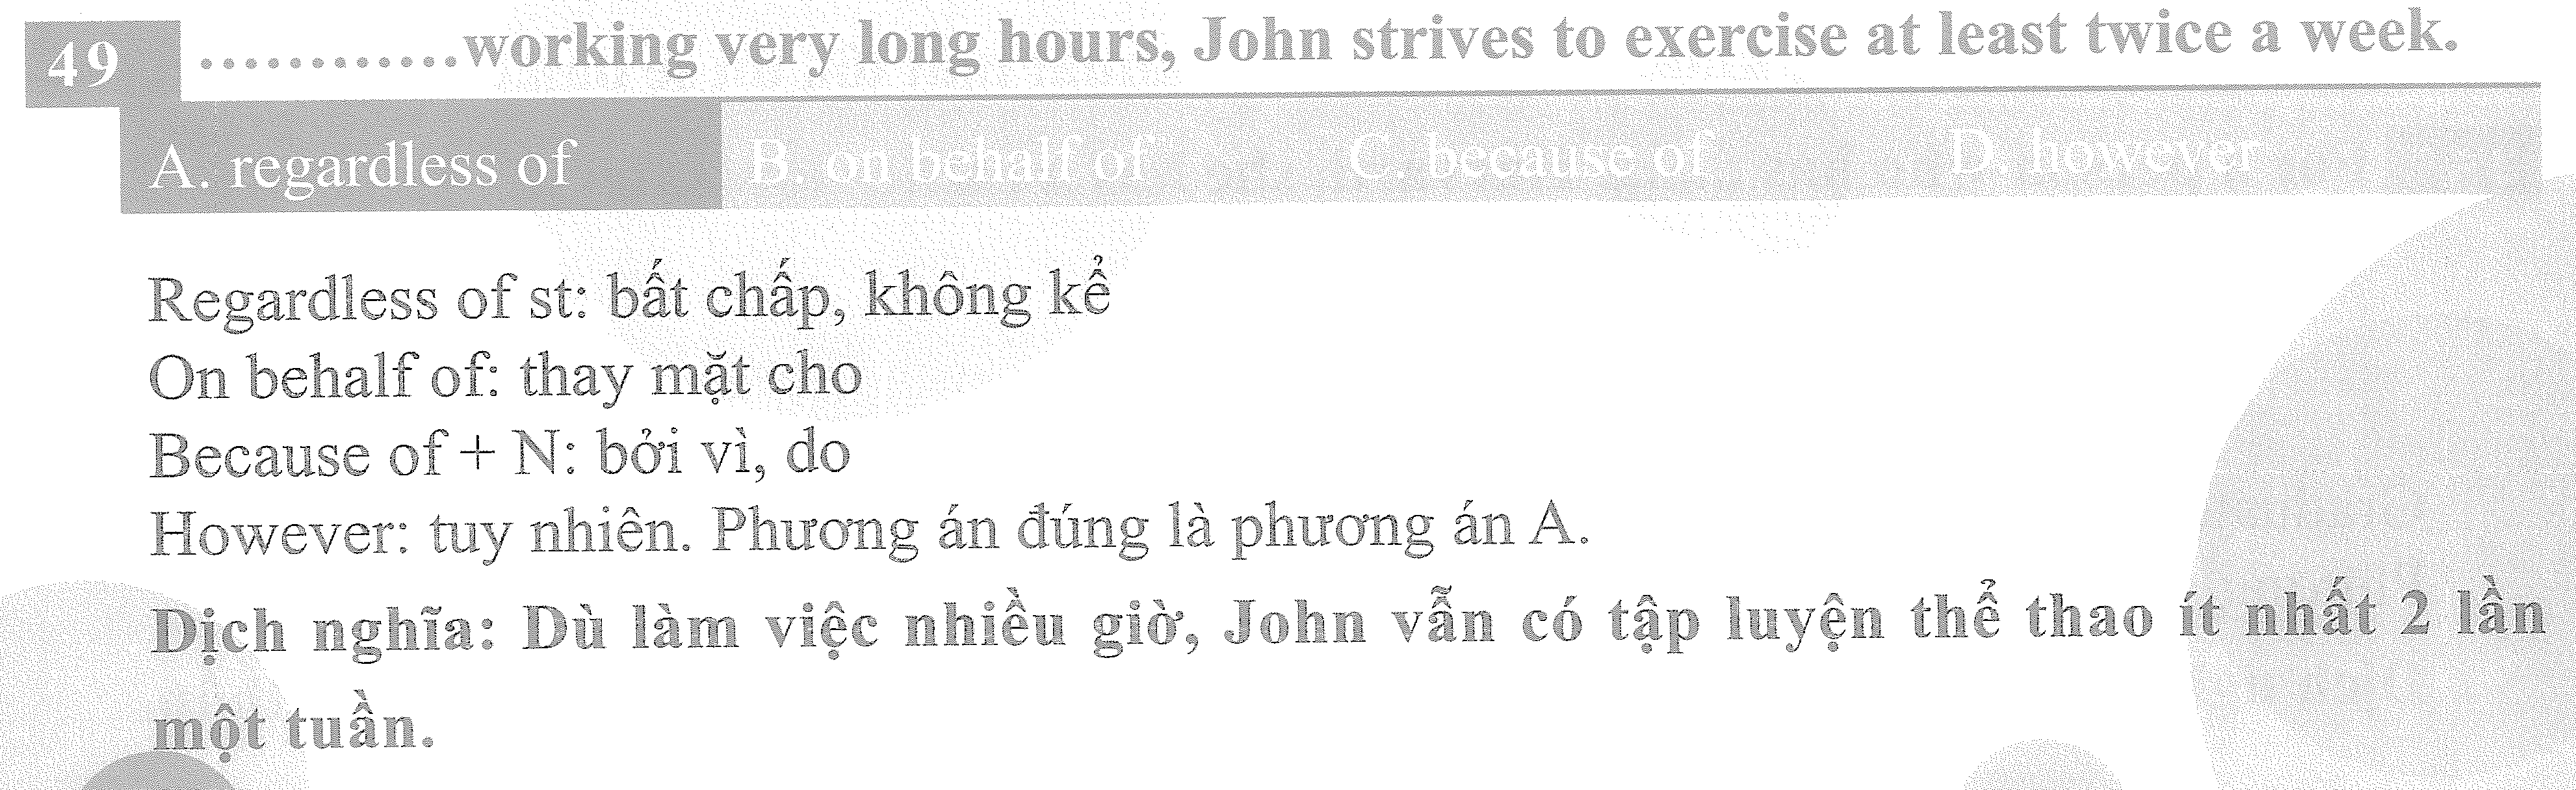 49 ............working very long hours, John strives to exercise at least twice a week.
A. regardless of B. on behalf of C. because of D. however
Regardless of st: bất chấp, không kể
On behalf of: thay mặt cho
Because of + N: bởi vì, do
However: tuy nhiên. Phương án đúng là phương án A.
Dịch nghĩa: Dù làm việc nhiều giờ, John vẫn có tập luyện thể thao ít nhất 2 lần
một tuần.